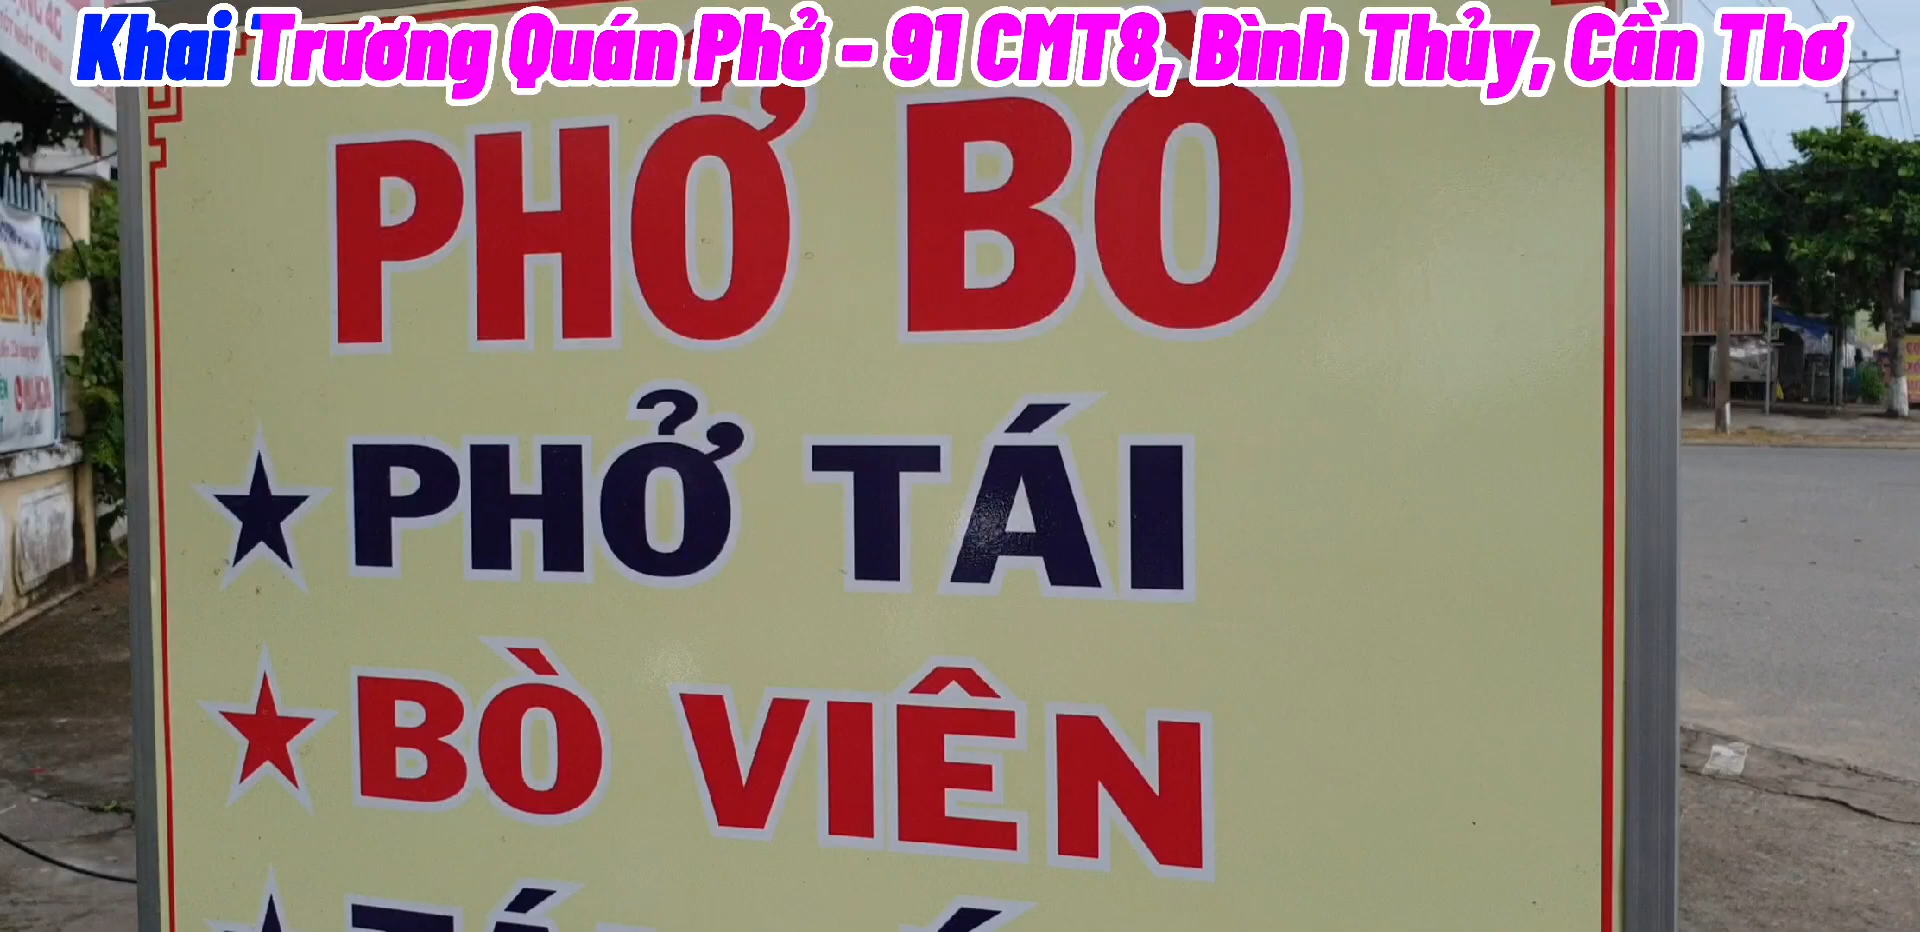 Khai Trương Quán Phở - 91 CMT8, Bình Thủy, Cần Thơ
PHỞ BÒ
PHỞ TÁI
BÒ VIÊN